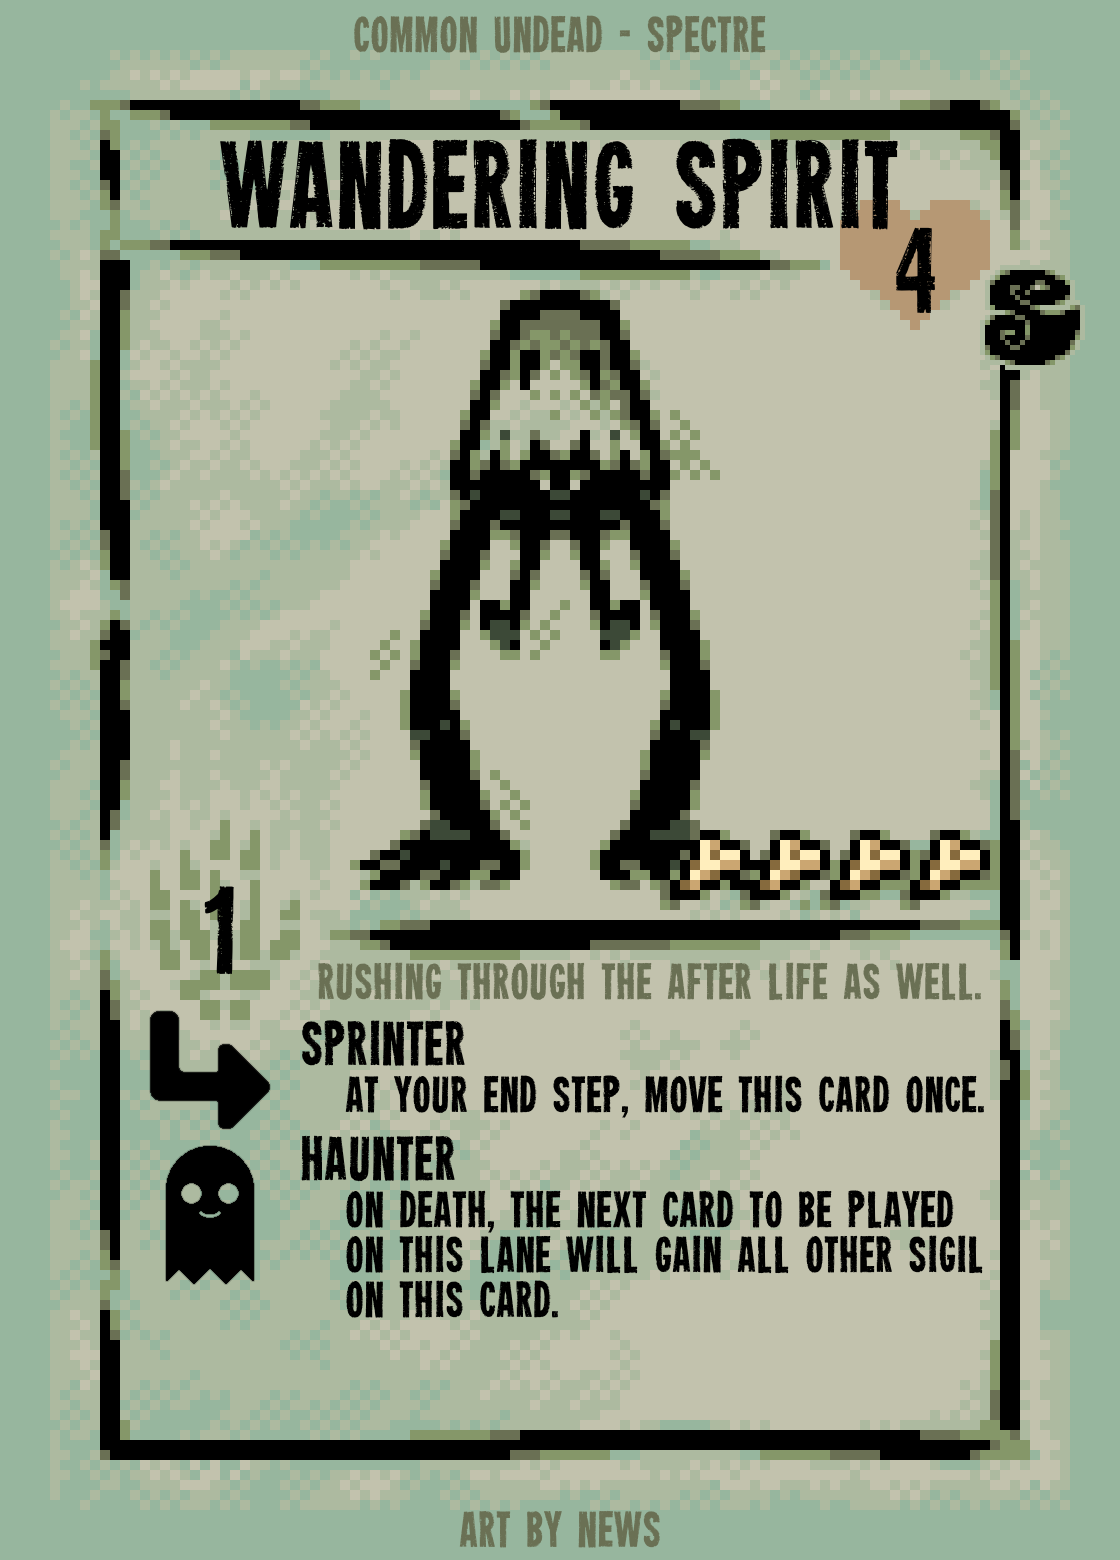 COMMON UNDEAD - SPECTRE
WANDERING SPIRIT
4
1
RUSHING THROUGH THE AFTER LIFE AS WELL.
SPRINTER
AT YOUR END STEP, MOVE THIS CARD ONCE.
HAUNTER
ON DEATH, THE NEXT CARD TO BE PLAYED
ON THIS LANE WILL GAIN ALL OTHER SIGIL
ON THIS CARD.
ART BY NEWS